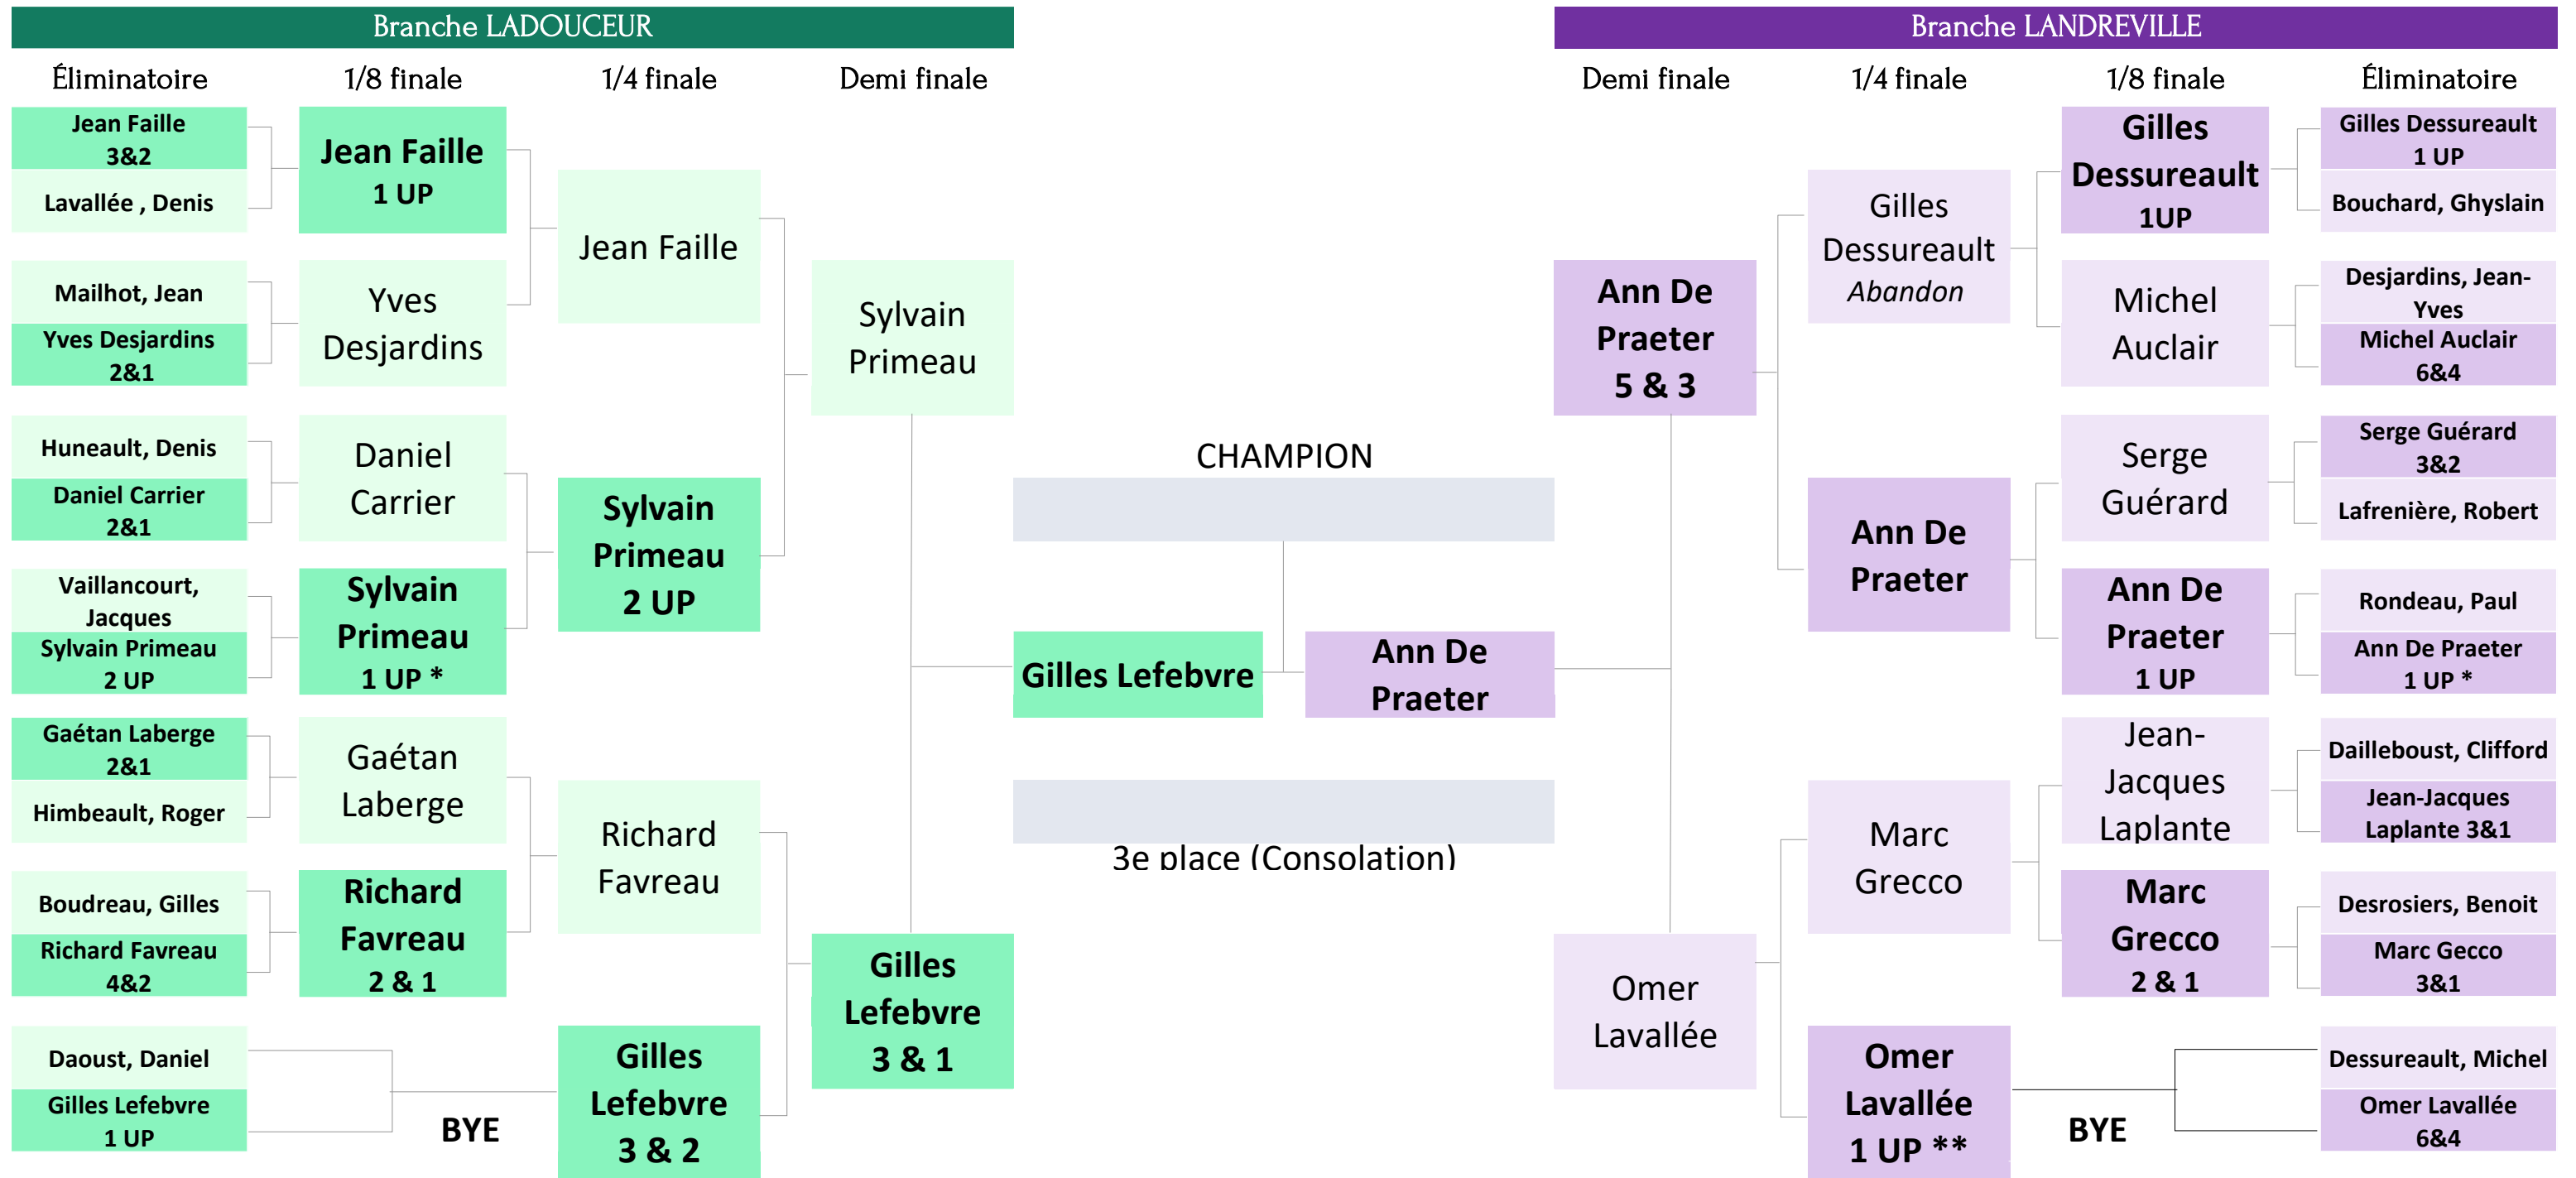 Branche LADOUCEUR
Éliminatoire
1/8 finale
1/4 finale
Demi finale
Jean Faille
3&2
Lavallée , Denis
Mailhot, Jean
Yves Desjardins
2&1
Huneault, Denis
Daniel Carrier
2&1
Vaillancourt,
Jacques
Sylvain Primeau
2 UP
Gaétan Laberge
2&1
Himbeault, Roger
Boudreau, Gilles
Richard Favreau
4&2
Daoust, Daniel
Gilles Lefebvre
1 UP
Jean Faille
1 UP
Yves
Desjardins
Daniel
Carrier
Sylvain
Primeau
1 UP *
Gaétan
Laberge
Richard
Favreau
2 & 1
BYE
Jean Faille
Sylvain
Primeau
2 UP
Richard
Favreau
Gilles
Lefebvre
3 & 2
Sylvain
Primeau
Gilles
Lefebvre
3 & 1
CHAMPION
Gilles Lefebvre
Ann De
Praeter
3e place (Consolation)
Branche LANDREVILLE
Demi finale
1/4 finale
1/8 finale
Éliminatoire
Ann De
Praeter
5 & 3
Omer
Lavallée
Gilles
Dessureault
Abandon
Ann De
Praeter
Marc
Grecco
Omer
Lavallée
1 UP **
Gilles
Dessureault
1UP
Michel
Auclair
Serge
Guérard
Ann De
Praeter
1 UP
Jean-
Jacques
Laplante
Marc
Grecco
2 & 1
BYE
Gilles Dessureault
1 UP
Bouchard, Ghyslain
Desjardins, Jean-
Yves
Michel Auclair
6&4
Serge Guérard
3&2
Lafrenière, Robert
Rondeau, Paul
Ann De Praeter
1 UP *
Dailleboust, Clifford
Jean-Jacques
Laplante 3&1
Desrosiers, Benoit
Marc Gecco
3&1
Dessureault, Michel
Omer Lavallée
6&4